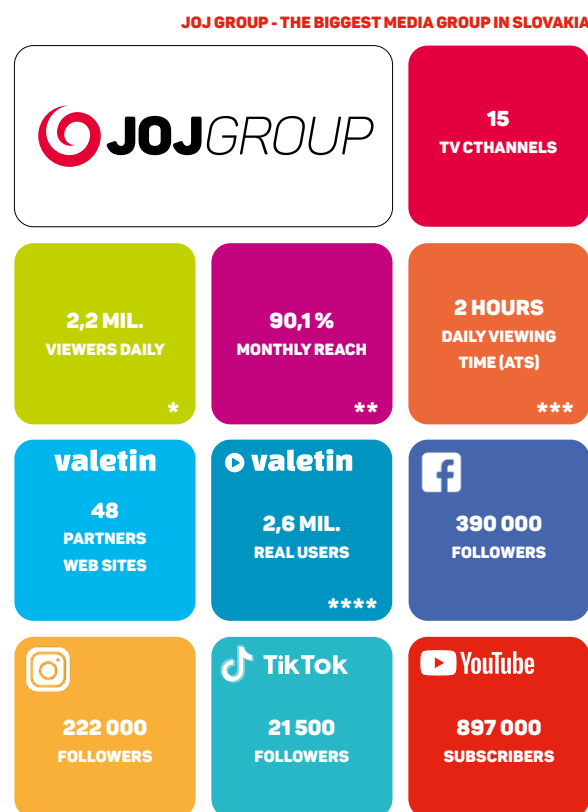 JOJ GROUP - THE BIGGEST MEDIA GROUP IN SLOVAKIA
JOJGROUP
15
TV CTHANNELS
2,2 MIL.
VIEWERS DAILY
*
90,1 %
MONTHLY REACH
**
2 HOURS
DAILY VIEWING
TIME (ATS)
***
valetin
48
PARTNERS
WEB SITES
valetin
2,6 MIL.
REAL USERS
****
390 000
FOLLOWERS
222 000
FOLLOWERS
TikTok
21 500
FOLLOWERS
YouTube
897 000
SUBSCRIBERS